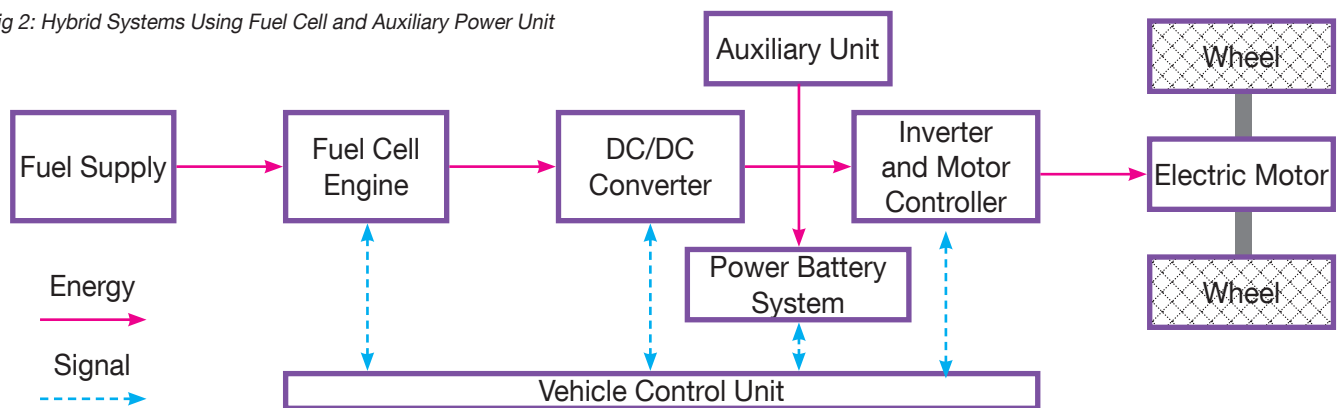 ig 2: Hybrid Systems Using Fuel Cell and Auxiliary Power Unit
Auxiliary Unit
Wheel
Fuel Supply
Fuel Cell
Engine
DC/DC
Converter
Inverter
and Motor
Controller
Electric Motor
Power Battery
System
Wheel
Energy
Signal
Vehicle Control Unit